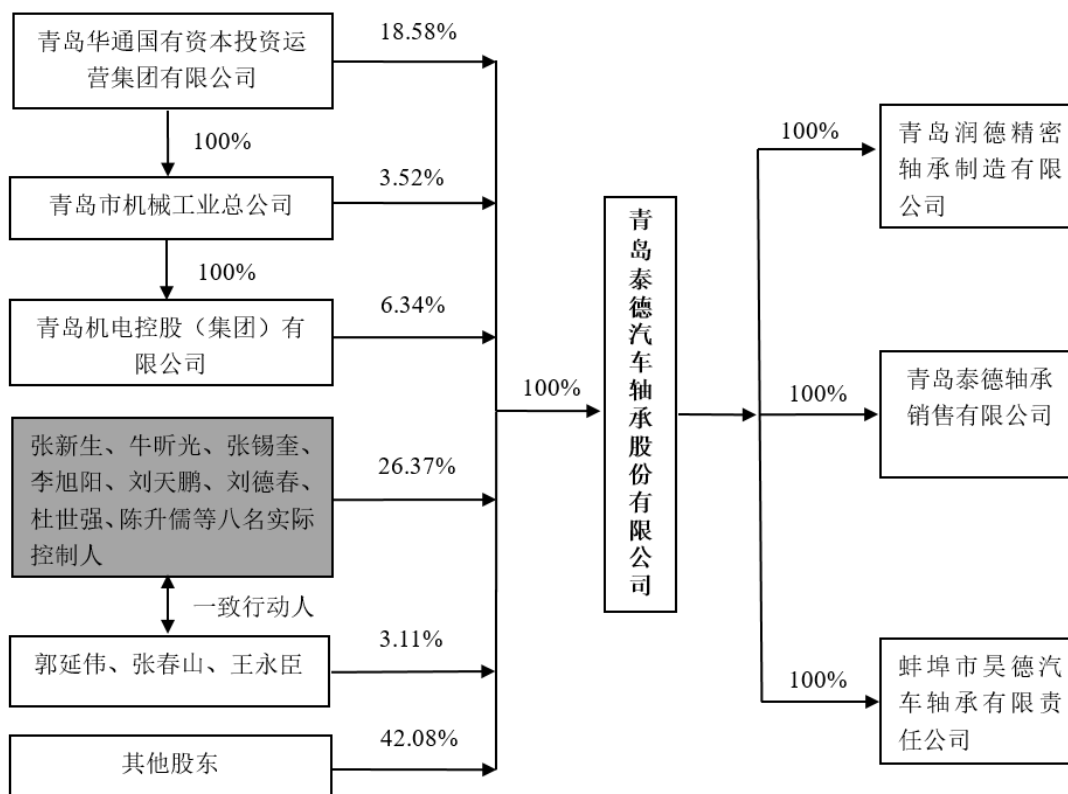 青岛华通国有资本投资运
营集团有限公司
18.58%
100%
青岛市机械工业总公司
3.52%
100%
青岛机电控股（集团）有
限公司
6.34%
张新生、牛昕光、张锡奎、
李旭阳、刘天鹏、刘德春、
杜世强、陈升儒等八名实际
控制人
26.37%
一致行动人
郭延伟、张春山、王永臣
3.11%
其他股东
42.08%
100%
青岛泰德汽车轴承股份有限公司
100%
青岛润德精密
轴承制造有限
公司
100%
青岛泰德轴承
销售有限公司
100%
蚌埠市昊德汽
车轴承有限责
任公司